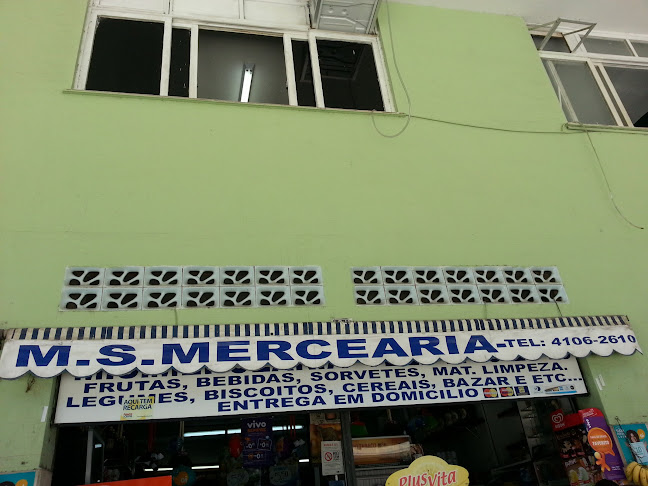 M.S.MERCEARIA-TEL: 4106-2610
FRUTAS, BEBIDAS, SORVETES, MAT. LIMPEZA.
LEGUMES, BISCOITOS, CEREAIS, BAZAR E ETC...
ENTREGA EM DOMICILIO
AQUI TEM
RECARGA
vivo
PlusVita